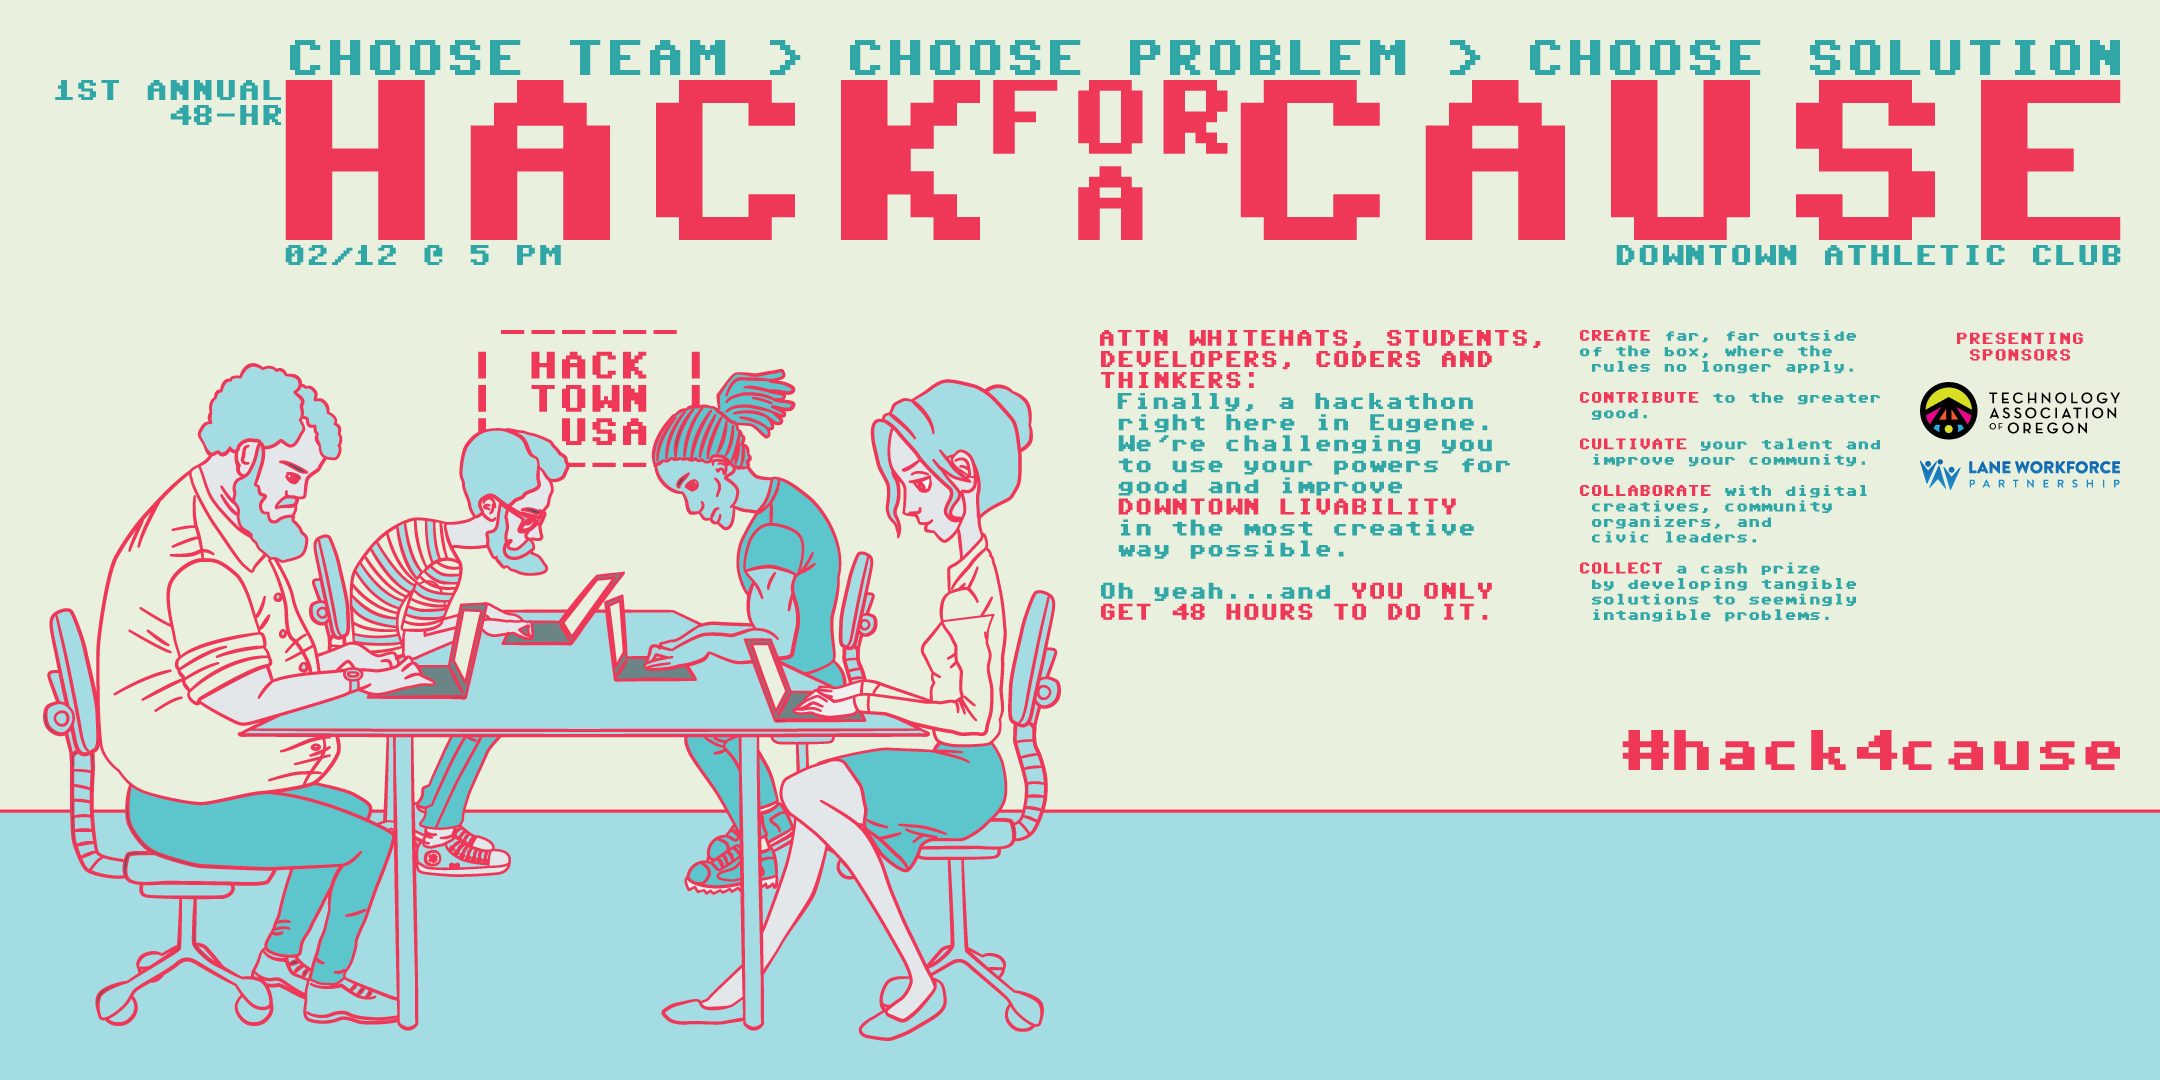 CHOOSE TEAM > CHOOSE PROBLEM > CHOOSE SOLUTION
1ST ANNUAL
48-HR
HACK FOR A CAUSE
02/12 @ 5 PM
DOWNTOWN ATHLETIC CLUB
HACK
TOWN
USA
ATTN WHITEHATS, STUDENTS,
DEVELOPERS, CODERS AND
THINKERS:
Finally, a hackathon
right here in Eugene.
We're challenging you
to use your powers for
good and improve
DOWNTOWN LIVABILITY
in the most creative
way possible.
Oh yeah...and YOU ONLY
GET 48 HOURS TO DO IT.
CREATE far, far outside
of the box, where the
rules no longer apply.
CONTRIBUTE to the greater
good.
CULTIVATE your talent and
improve your community.
COLLABORATE with digital
creatives, community
organizers, and
civic leaders.
COLLECT a cash prize
by developing tangible
solutions to seemingly
intangible problems.
PRESENTING
SPONSORS
TECHNOLOGY
ASSOCIATION
OF OREGON
LANE WORKFORCE
PARTNERSHIP
#hack4cause